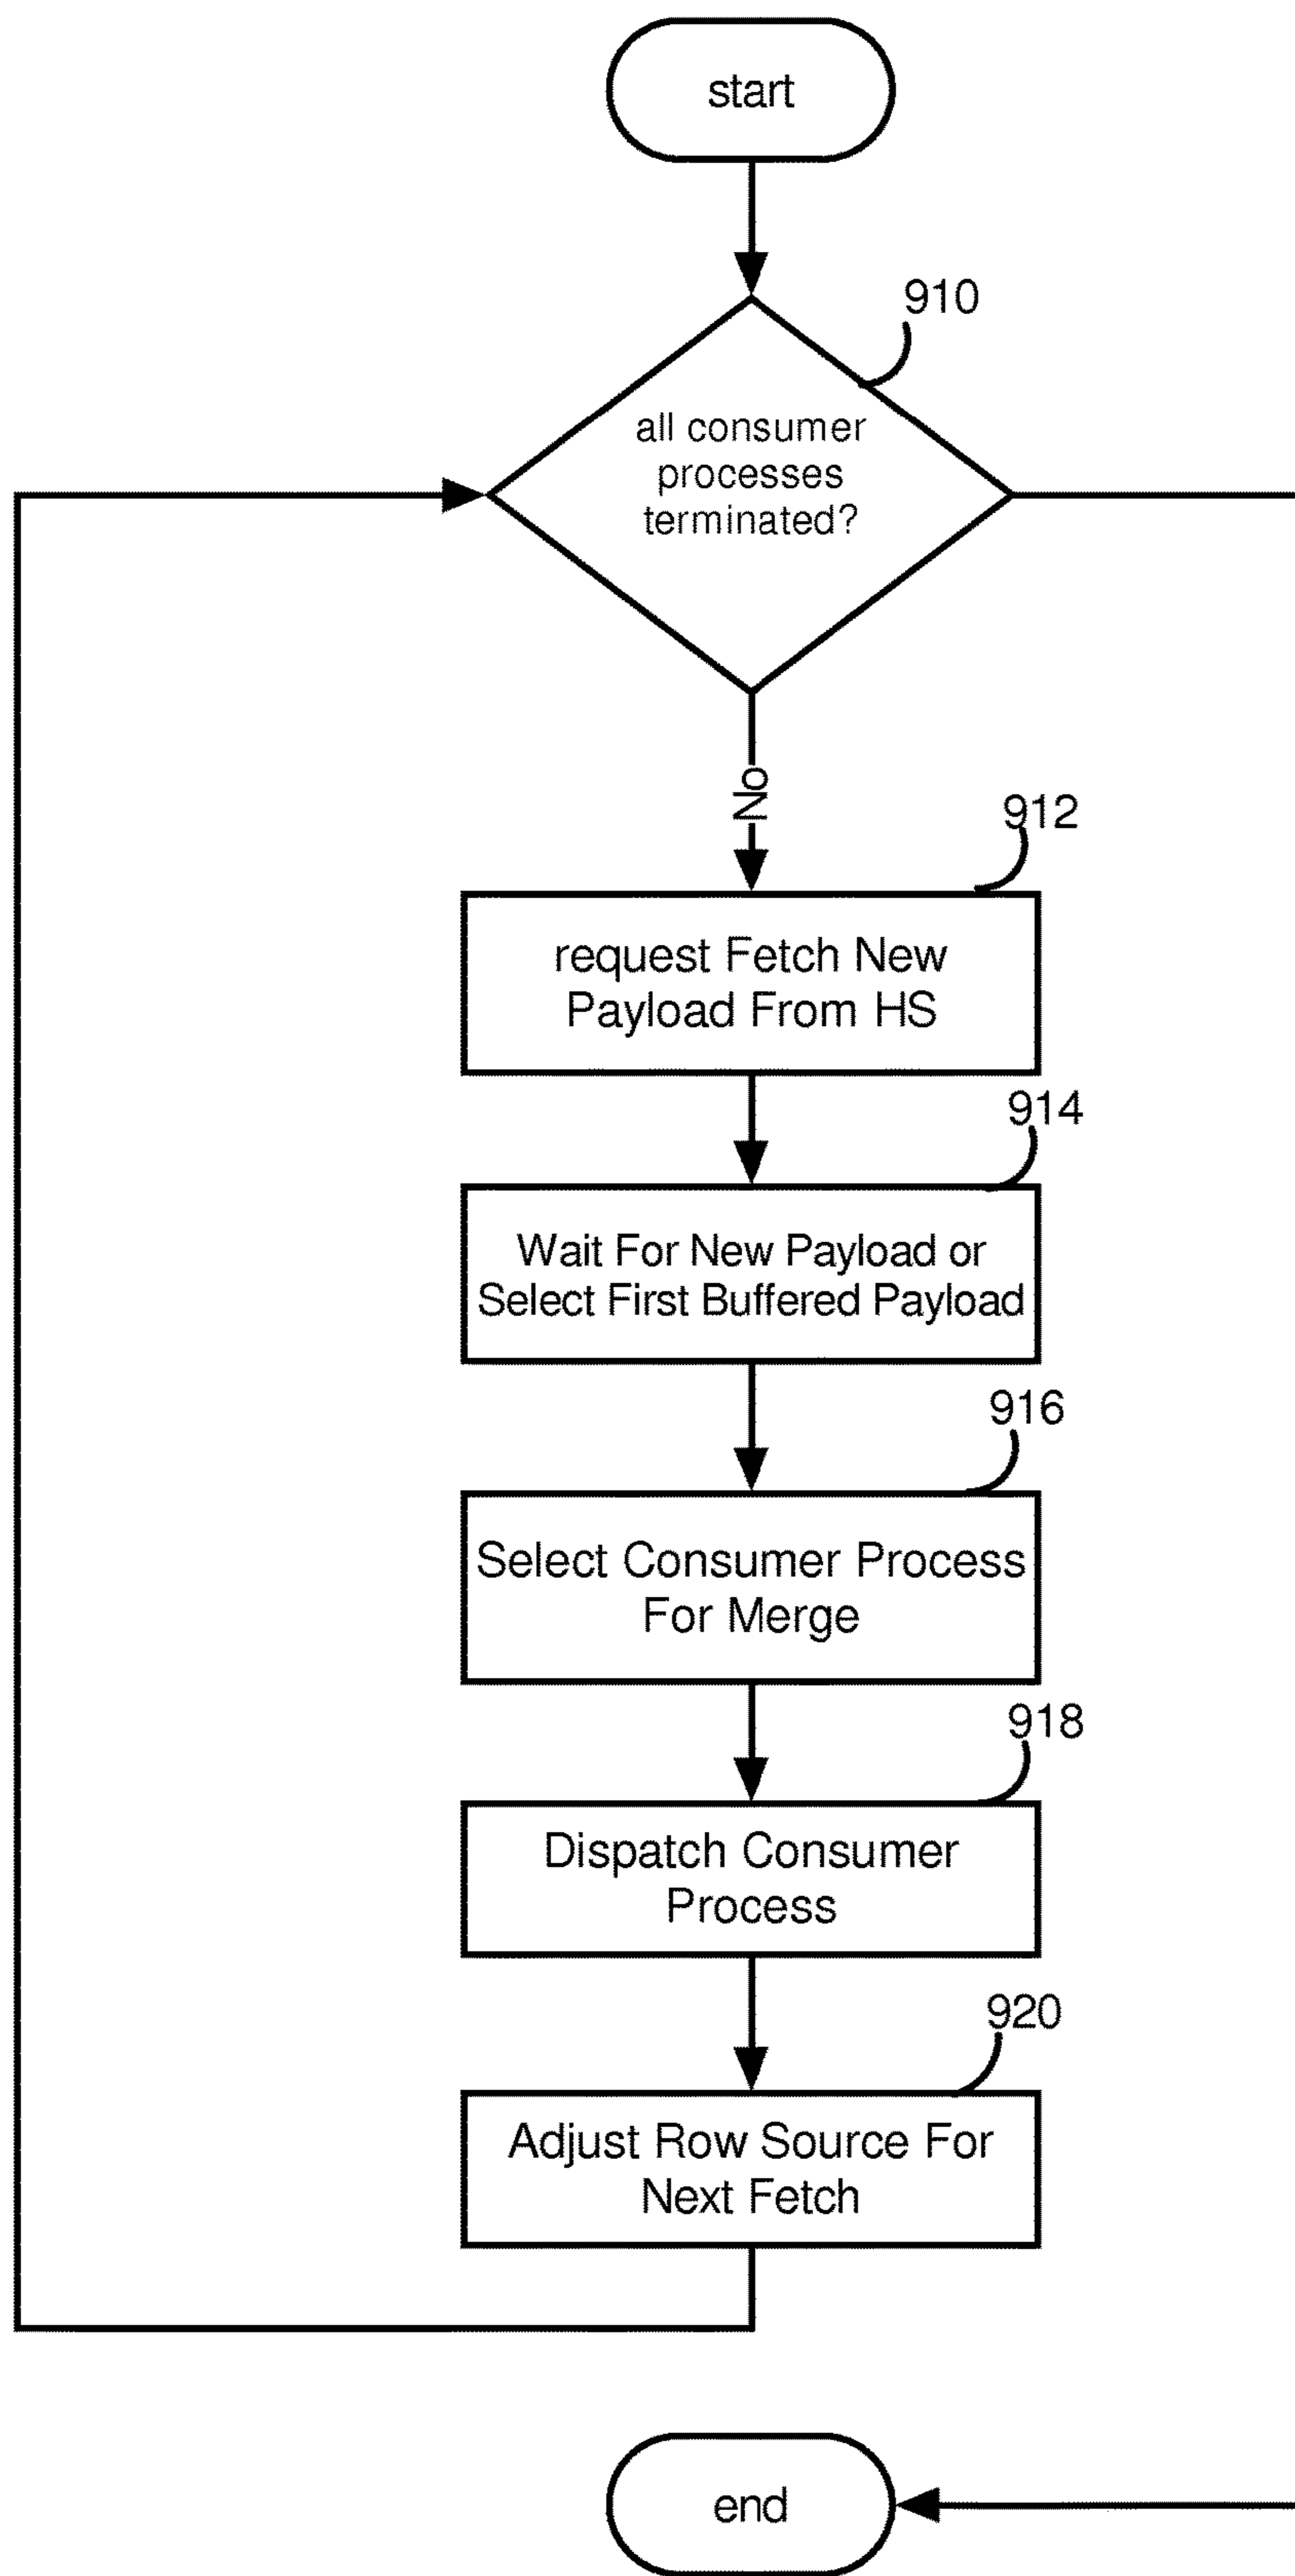 start
910
all consumer
processes
terminated?
No
912
request Fetch New
Payload From HS
914
Wait For New Payload or
Select First Buffered Payload
916
Select Consumer Process
For Merge
918
Dispatch Consumer
Process
920
Adjust Row Source For
Next Fetch
end